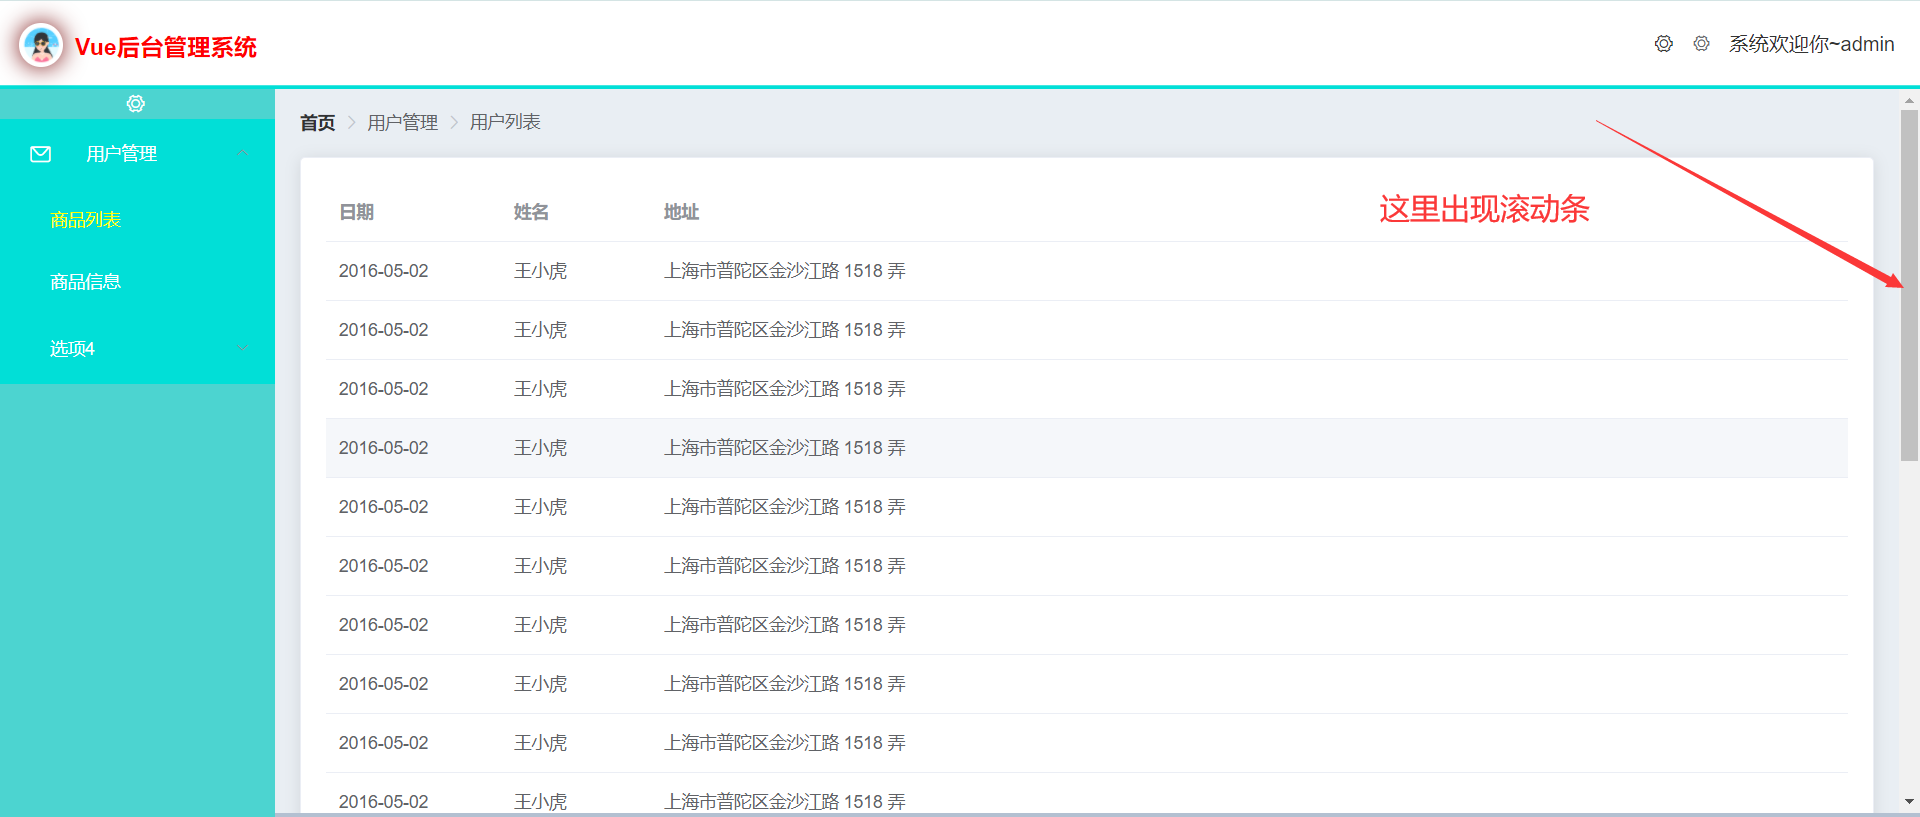 Vue后台管理系统
系统欢迎你~admin
用户管理
商品列表
商品信息
选项4
首页 > 用户管理 > 用户列表
这里出现滚动条
日期 姓名 地址
2016-05-02 王小虎 上海市普陀区金沙江路 1518 弄
2016-05-02 王小虎 上海市普陀区金沙江路 1518 弄
2016-05-02 王小虎 上海市普陀区金沙江路 1518 弄
2016-05-02 王小虎 上海市普陀区金沙江路 1518 弄
2016-05-02 王小虎 上海市普陀区金沙江路 1518 弄
2016-05-02 王小虎 上海市普陀区金沙江路 1518 弄
2016-05-02 王小虎 上海市普陀区金沙江路 1518 弄
2016-05-02 王小虎 上海市普陀区金沙江路 1518 弄
2016-05-02 王小虎 上海市普陀区金沙江路 1518 弄
2016-05-02 王小虎 上海市普陀区金沙江路 1518 弄